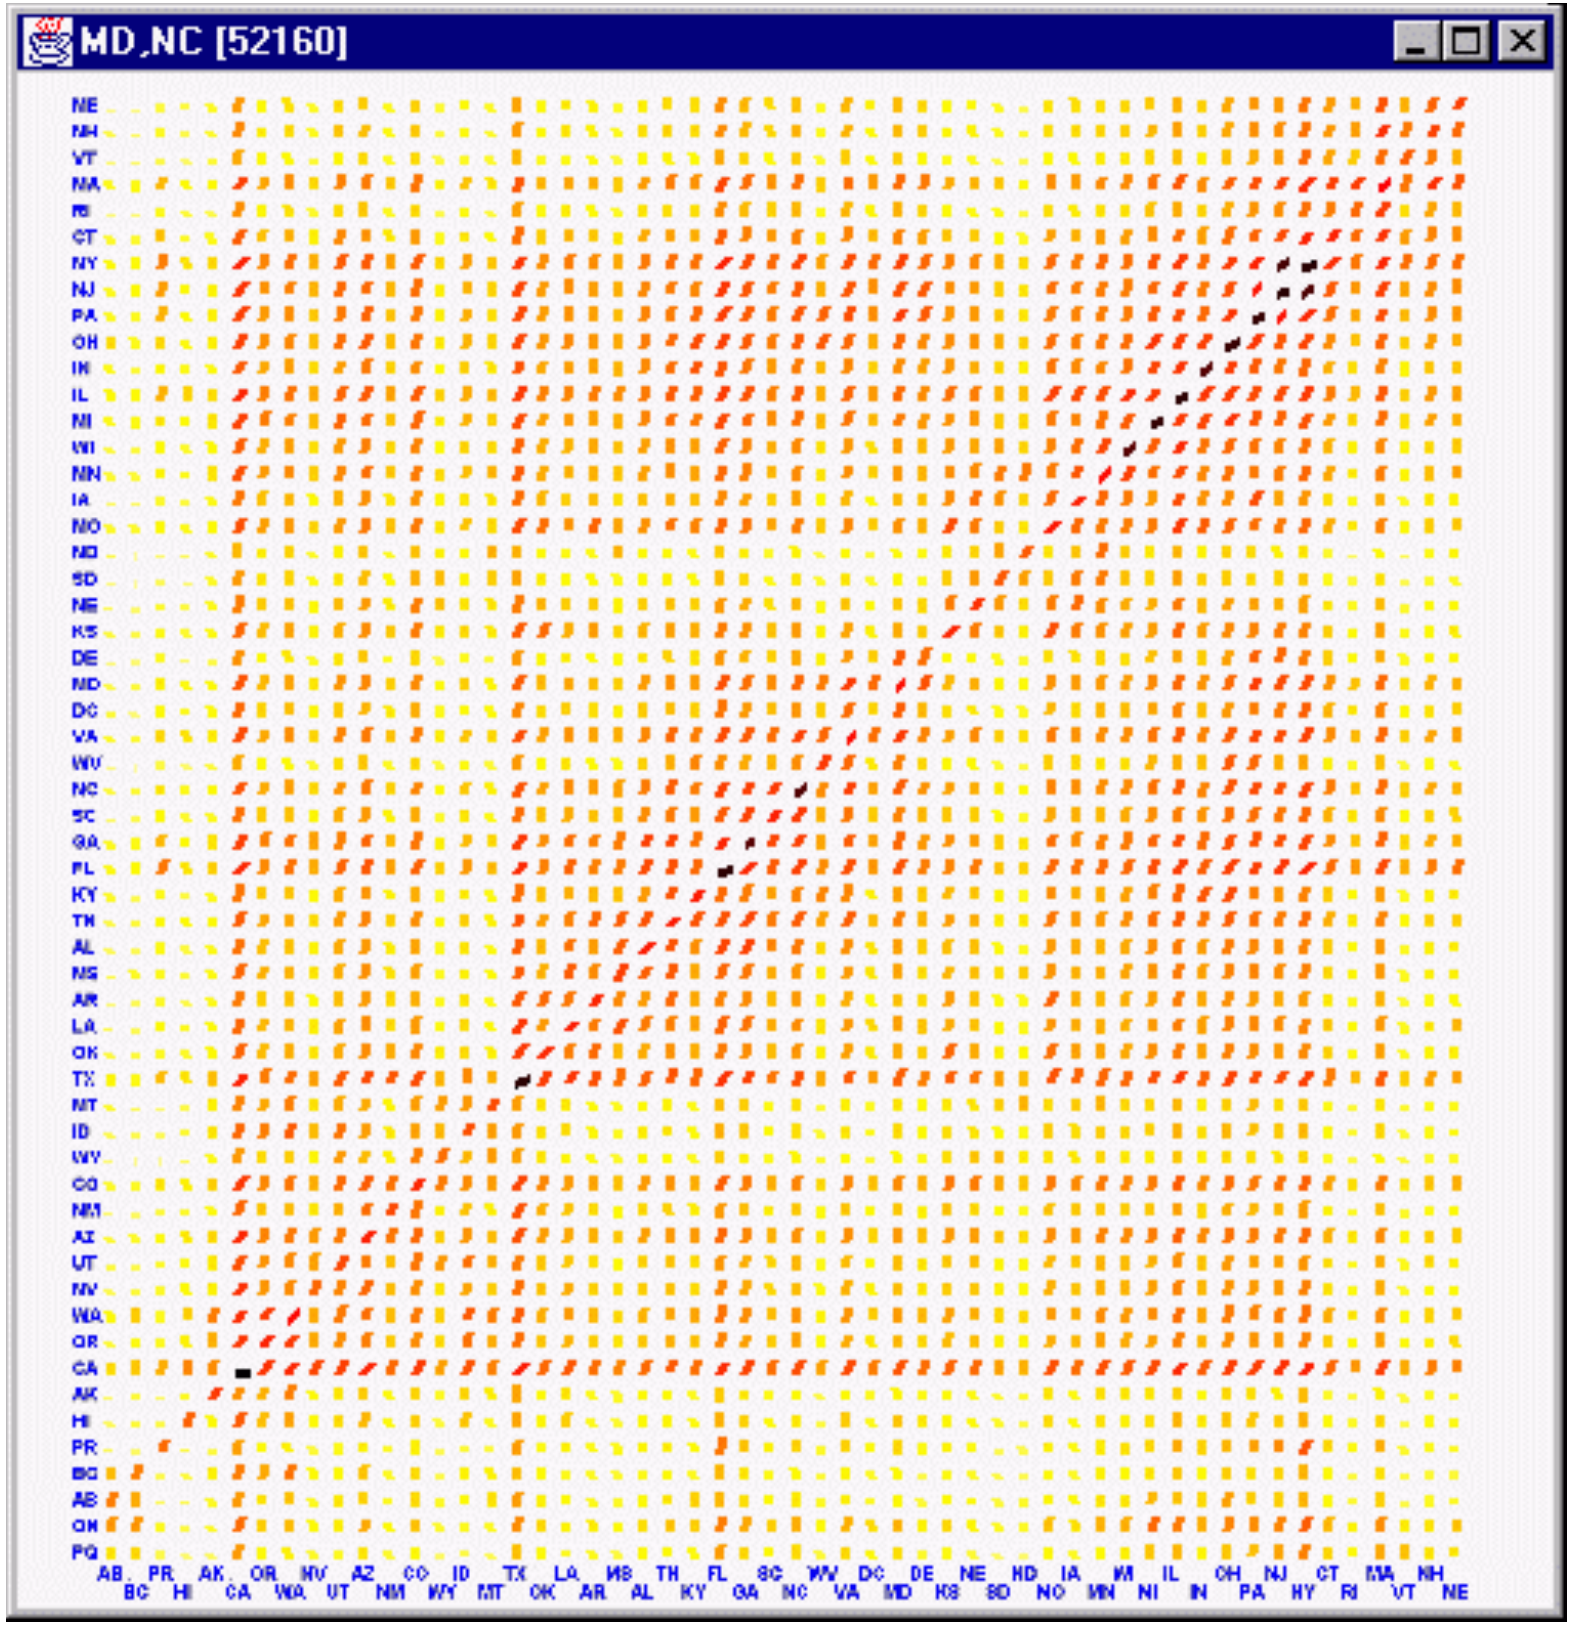 MD,NC [52160]
ME
NH
VT
MA
RI
CT
NY
NJ
PA
OH
IN
IL
MI
WI
MN
IA
MO
ND
SD
NE
KS
DE
MD
DC
VA
WV
NC
SC
GA
FL
KY
TN
AL
MS
AR
LA
OK
TX
MT
ID
WY
CO
NM
AZ
UT
NV
WA
OR
CA
AK
HI
PR
BC
AB
ON
PQ
AB. PR AK. OR NV AZ CO ID TX LA MS TN FL SC WV DC DE NE ND IA WI IL OH NJ CT MA NH
BC HI CA WA UT NM WY MT OK AR AL KY GA NC VA MD KS SD MO MN MI IN PA NY RI VT ME